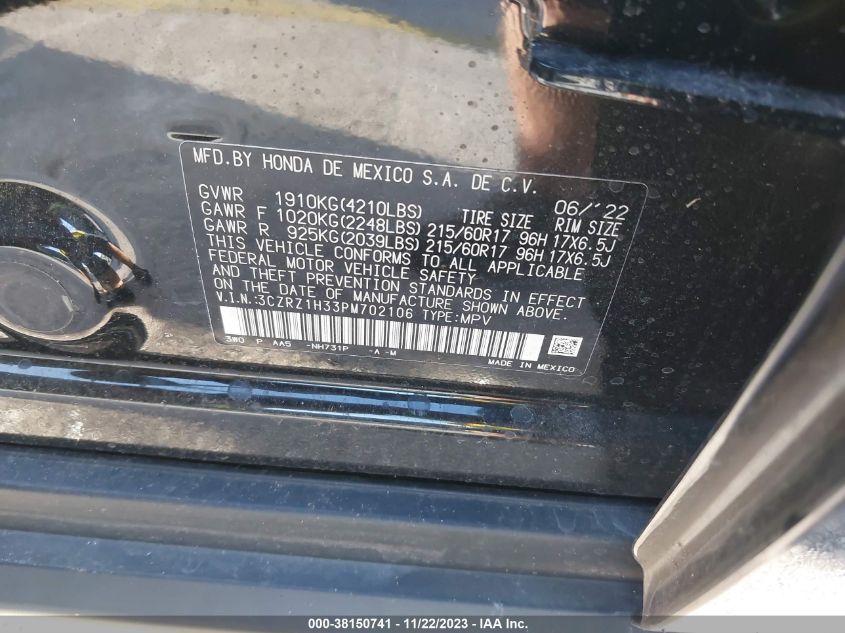 MFD.BY HONDA DE MEXICO S.A. DE C.V.
06/'22
GVWR 1910KG(4210LBS) TIRE SIZE RIM SIZE
GAWR F 1020KG(2248LBS) 215/60R17 96H 17X6.5J
GAWR R 925KG(2039LBS) 215/60R17 96H 17X6.5J
THIS VEHICLE CONFORMS TO ALL APPLICABLE
FEDERAL MOTOR VEHICLE SAFETY
AND THEFT PREVENTION STANDARDS IN EFFECT
ON THE DATE OF MANUFACTURE SHOWN ABOVE.
V.I.N:3CZRZ1H33PM702106 TYPE:MPV
3W0 P AAS -NH731P -A -M
MADE IN MEXICO
000-38150741 - 11/22/2023 - IAA Inc.